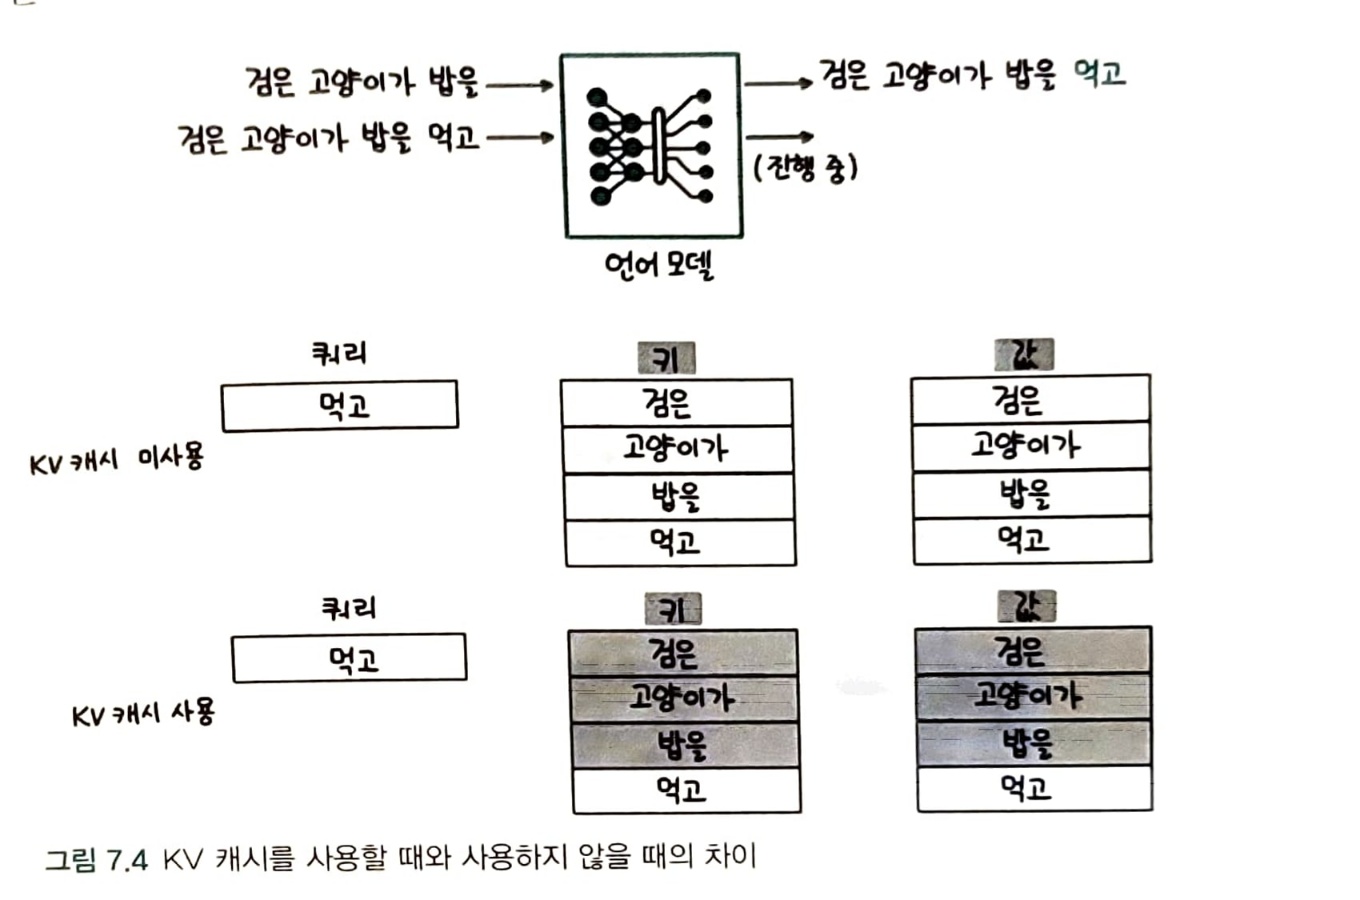 검은 고양이가 밥을
검은 고양이가 밥을 먹고
검은 고양이가 밥을 먹고
(진행 중)
언어 모델
쿼리
키
값
KV 캐시 미사용
먹고
검은
고양이가
밥을
먹고
검은
고양이가
밥을
먹고
쿼리
키
값
KV 캐시 사용
먹고
검은
고양이가
밥을
먹고
검은
고양이가
밥을
먹고
그림 7.4 KV 캐시를 사용할 때와 사용하지 않을 때의 차이